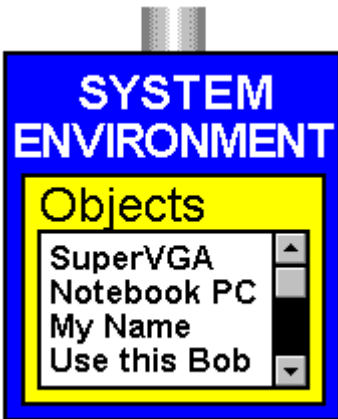 SYSTEM
ENVIRONMENT
Objects
SuperVGA
Notebook PC
My Name
Use this Bob